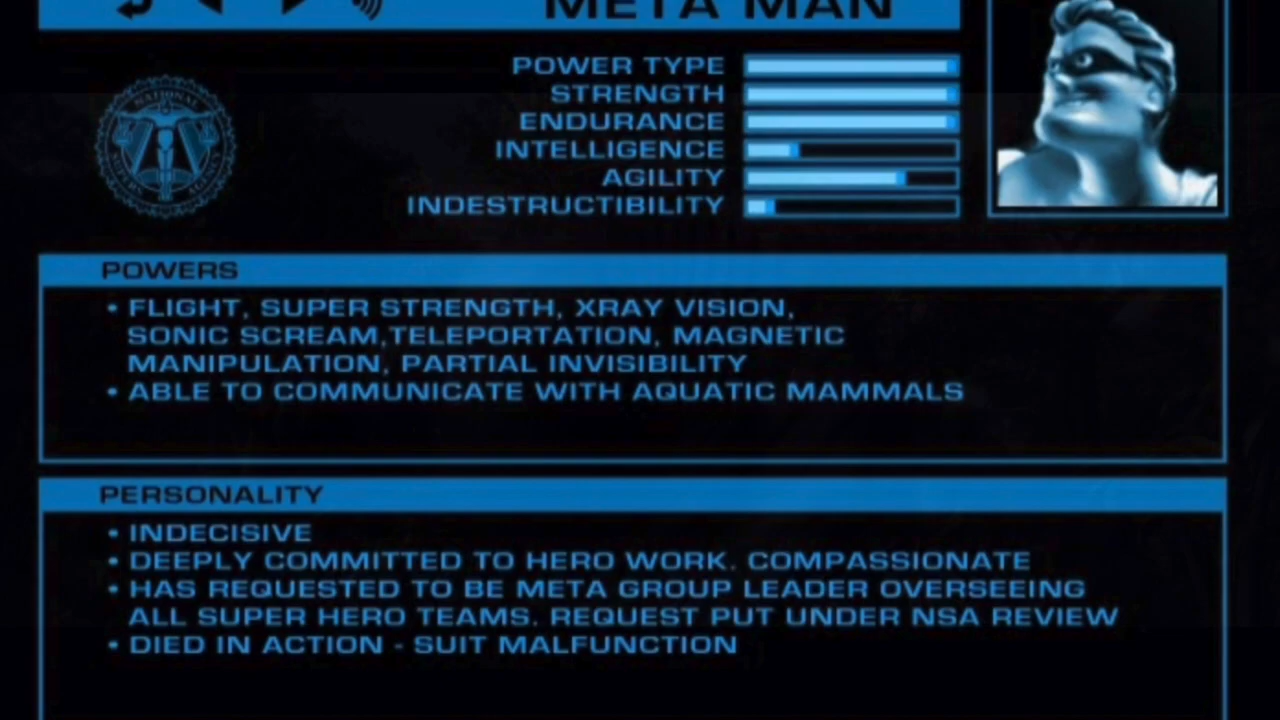 META MAN
POWER TYPE
STRENGTH
ENDURANCE
INTELLIGENCE
AGILITY
INDESTRUCTIBILITY
NATIONAL
SUPERS AGENCY
POWERS
• FLIGHT, SUPER STRENGTH, XRAY VISION,
SONIC SCREAM,TELEPORTATION, MAGNETIC
MANIPULATION, PARTIAL INVISIBILITY
• ABLE TO COMMUNICATE WITH AQUATIC MAMMALS
PERSONALITY
• INDECISIVE
• DEEPLY COMMITTED TO HERO WORK. COMPASSIONATE
• HAS REQUESTED TO BE META GROUP LEADER OVERSEEING
ALL SUPER HERO TEAMS. REQUEST PUT UNDER NSA REVIEW
• DIED IN ACTION - SUIT MALFUNCTION